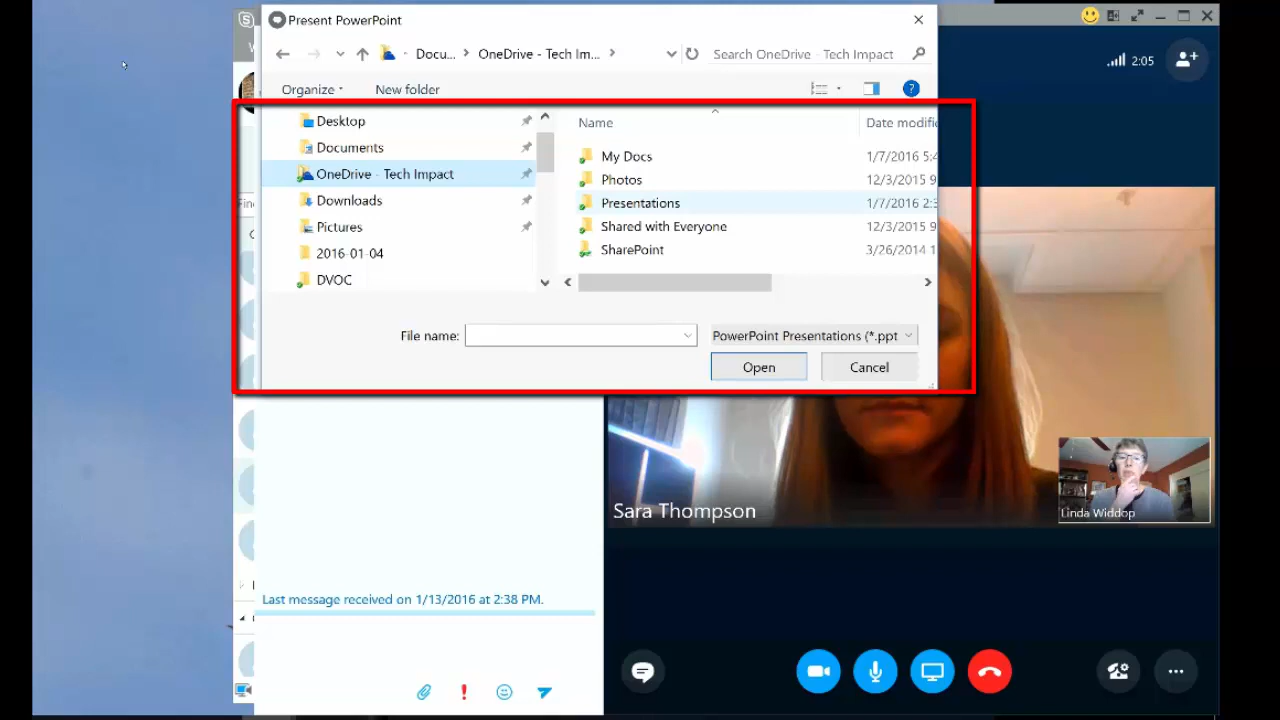 Present PowerPoint
Docu... > OneDrive - Tech Im... >
Search OneDrive - Tech Impact
2:05
Organize
New folder
Desktop
Documents
OneDrive - Tech Impact
Downloads
Pictures
2016-01-04
DVOC
Name
Date modifie
My Docs
1/7/2016 5:4
Photos
12/3/2015 9
Presentations
1/7/2016 2:3
Shared with Everyone
12/3/2015 9
SharePoint
3/26/2014 1
Fin
File name:
PowerPoint Presentations (*.ppt
Open
Cancel
Sara Thompson
Linda Widdop
Last message received on 1/13/2016 at 2:38 PM.